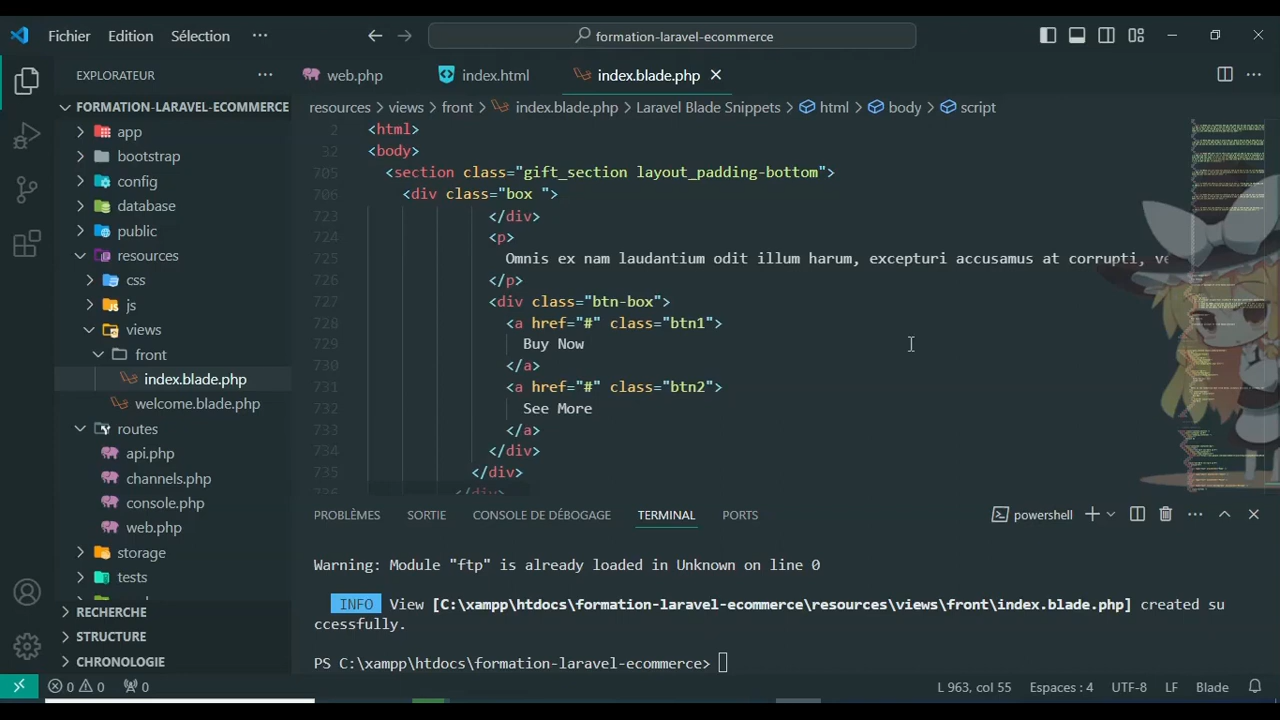 Fichier Edition Sélection ··· formation-laravel-ecommerce
EXPLORATEUR ···
web.php index.html index.blade.php
FORMATION-LARAVEL-ECOMMERCE
app
bootstrap
config
database
public
resources
css
js
views
front
index.blade.php
welcome.blade.php
routes
api.php
channels.php
console.php
web.php
storage
tests
RECHERCHE
STRUCTURE
CHRONOLOGIE
resources > views > front > index.blade.php > Laravel Blade Snippets > html > body > script
2 <html>
32 <body>
705 <section class="gift_section layout_padding-bottom">
706 <div class="box ">
723 </div>
724 <p>
725 Omnis ex nam laudantium odit illum harum, excepturi accusamus at corrupti,
726 </p>
727 <div class="btn-box">
728 <a href="#" class="btn1">
729 Buy Now
730 </a>
731 <a href="#" class="btn2">
732 See More
733 </a>
734 </div>
735 </div>
736 </div>
PROBLÈMES SORTIE CONSOLE DE DÉBOGAGE TERMINAL PORTS powershell
Warning: Module "ftp" is already loaded in Unknown on line 0
INFO View [C:\xampp\htdocs\formation-laravel-ecommerce\resources\views\front\index.blade.php] created su
ccessfully.
PS C:\xampp\htdocs\formation-laravel-ecommerce>
0 0 0 L 963, col 55 Espaces : 4 UTF-8 LF Blade